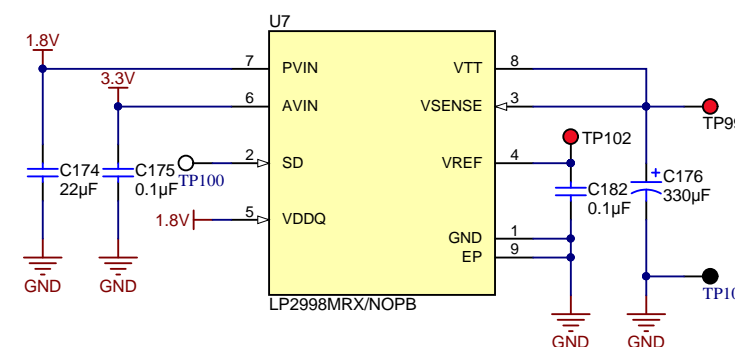 U7
1.8V
7
PVIN
VTT
8
3.3V
6
AVIN
VSENSE
3
TP102
C174
22µF
C175
0.1µF
TP100
2
SD
VREF
4
C182
0.1µF
C176
330µF
+
1.8V
5
VDDQ
GND
1
EP
9
GND
GND
LP2998MRX/NOPB
GND
GND